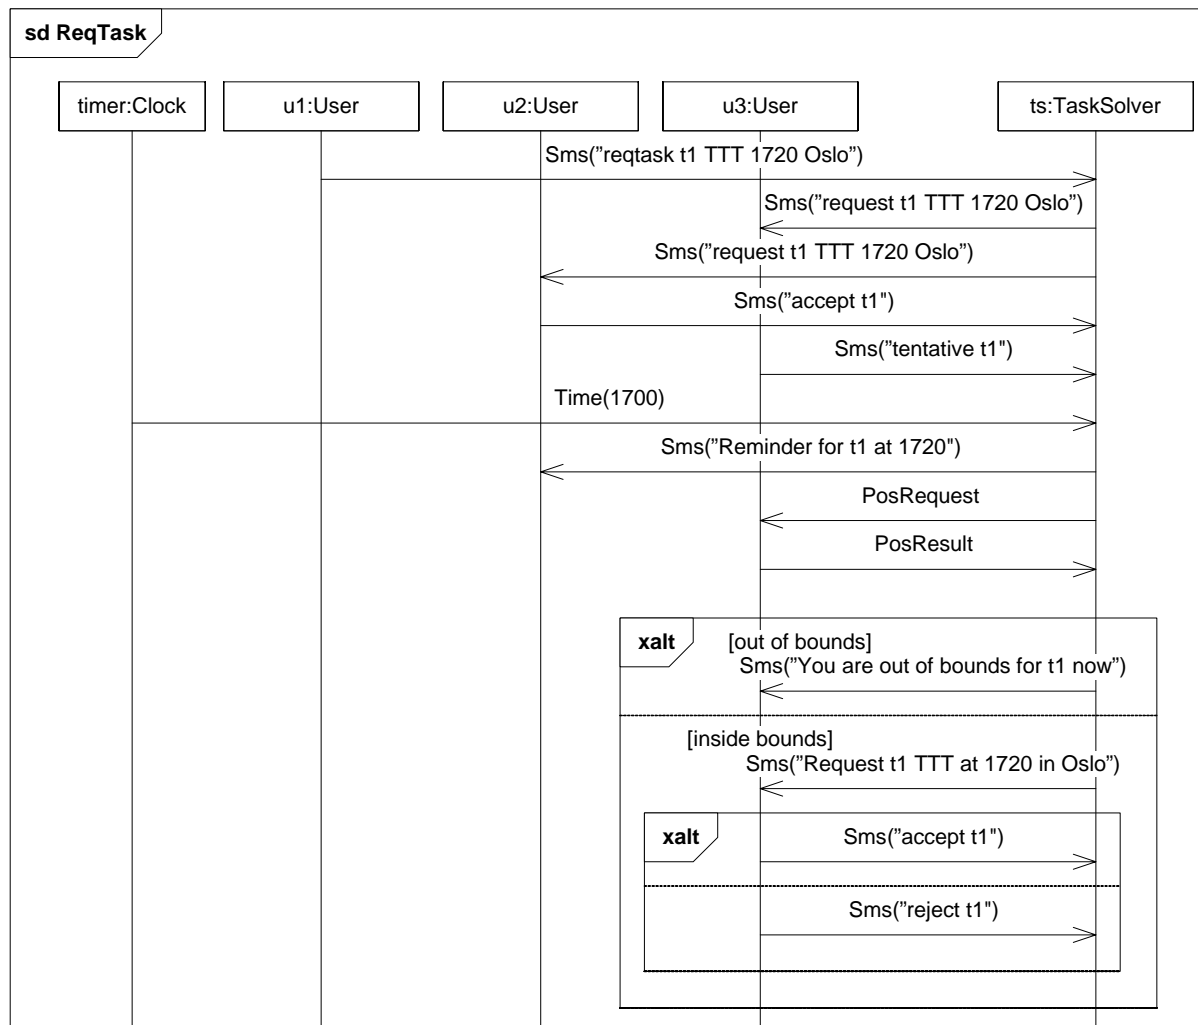 sd ReqTask
timer:Clock
u1:User
u2:User
u3:User
ts:TaskSolver
Sms(”reqtask t1 TTT 1720 Oslo”)
Sms(”request t1 TTT 1720 Oslo”)
Sms(”request t1 TTT 1720 Oslo”)
Sms(”accept t1")
Sms(”tentative t1")
Time(1700)
Sms(”Reminder for t1 at 1720")
PosRequest
PosResult
xalt
[out of bounds]
Sms(”You are out of bounds for t1 now”)
[inside bounds]
Sms(”Request t1 TTT at 1720 in Oslo”)
xalt
Sms(”accept t1")
Sms(”reject t1")